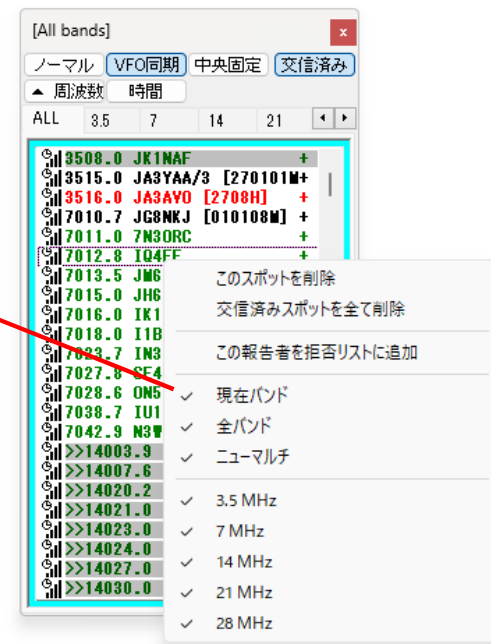 [All bands]
x
ノーマル VFO同期 中央固定 交信済み
▲ 周波数 時間
ALL 3.5 7 14 21
3508.0 JK1NAF +
3515.0 JA3YAA/3 [270101M+
3516.0 JA3AVO [2708H] +
7010.7 JG8NKJ [010108M] +
7011.0 7N3ORC +
7012.8 IQ4FE
7013.5 JM6
7015.0 JH6
7016.0 IK1
7018.0 I1B
7023.7 IN3
7027.8
7028.6 ON5
7038.7 IU1
7042.9
>>14003.9
>>14007.6
>>14020.2
>>14021.0
>>14023.0
>>14024.0
>>14027.0
>>14030.0
このスポットを削除
交信済みスポットを全て削除
この報告者を拒否リストに追加
✓ 現在バンド
✓ 全バンド
✓ ニューマルチ
✓ 3.5 MHz
✓ 7 MHz
✓ 14 MHz
✓ 21 MHz
✓ 28 MHz